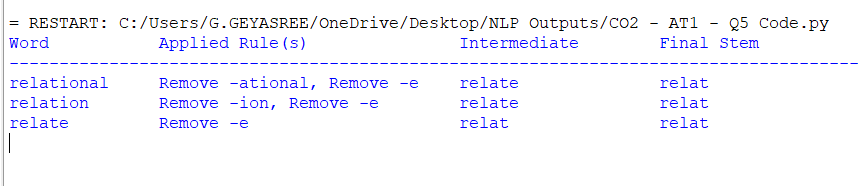 = RESTART: C:/Users/G.GEYASREE/OneDrive/Desktop/NLP Outputs/CO2 - AT1 - Q5 Code.py
Word Applied Rule(s) Intermediate Final Stem
-------------------------------------------------------------------------------------
relational Remove -ational, Remove -e relate relat
relation Remove -ion, Remove -e relate relat
relate Remove -e relat relat